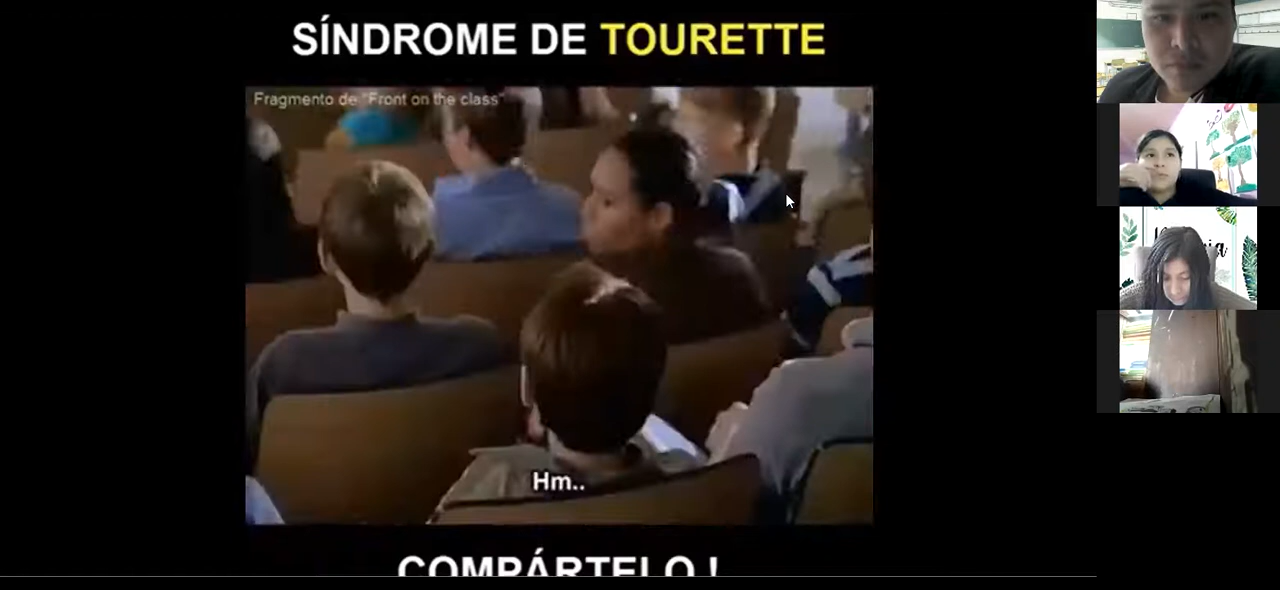 SÍNDROME DE TOURETTE
Fragmento de "Front on the class"
Hm..
COMPÁRTELO !